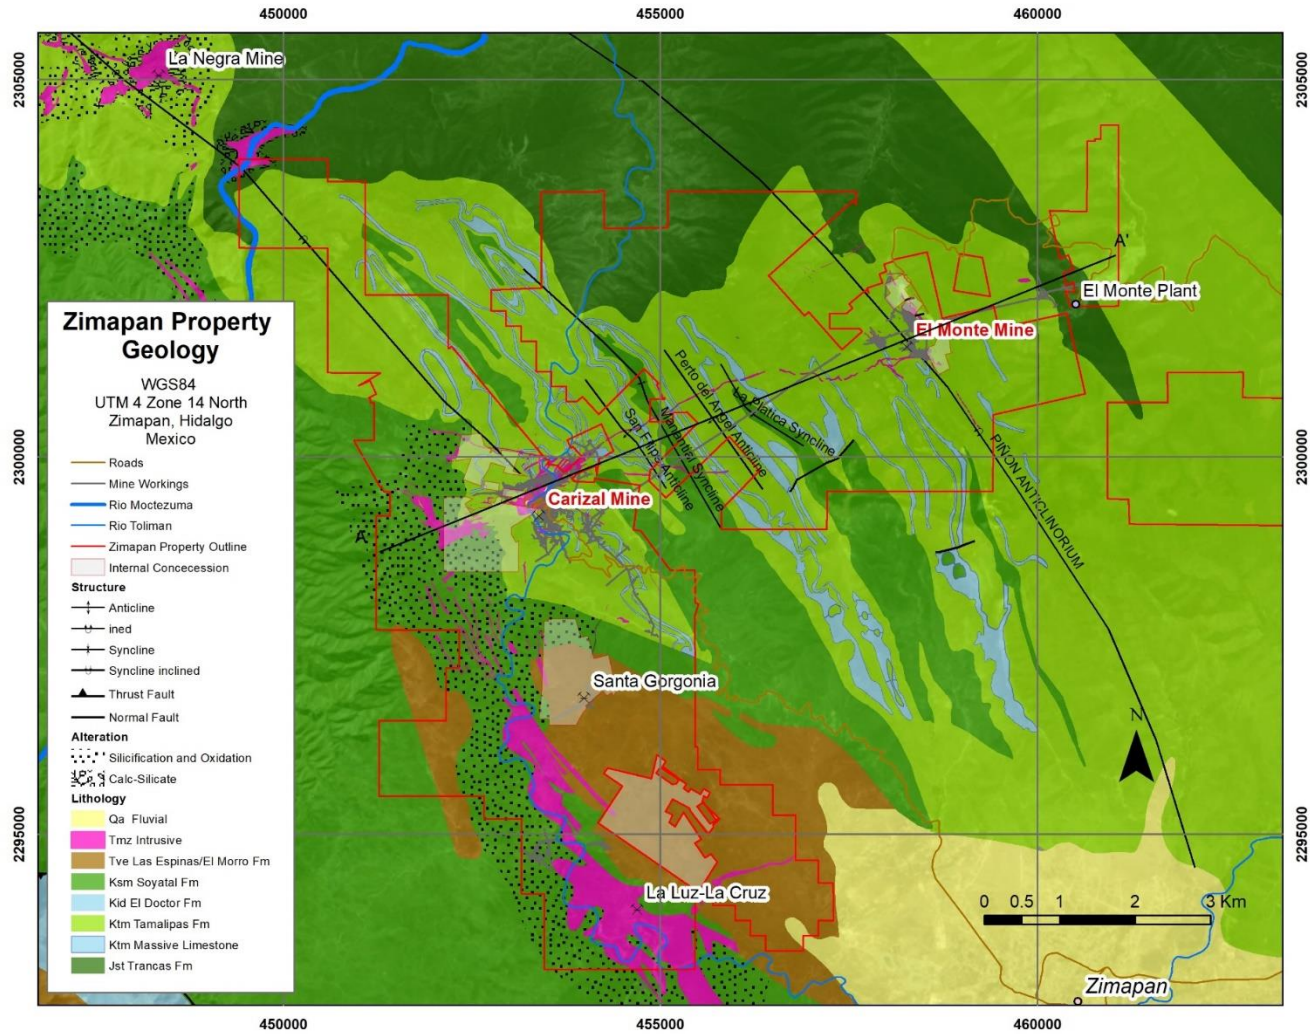 450000
455000
460000
La Negra Mine
2305000
2305000
A'
El Monte Plant
El Monte Mine
Zimapan Property
Geology
WGS84
UTM 4 Zone 14 North
Zimapan, Hidalgo
Mexico
Roads
Mine Workings
Rio Moctezuma
Rio Toliman
Zimapan Property Outline
Internal Concecession
Structure
Anticline
ined
Syncline
Syncline inclined
Thrust Fault
Normal Fault
Alteration
Silicification and Oxidation
Calc-Silicate
Lithology
Qa Fluvial
Tmz Intrusive
Tve Las Espinas/El Morro Fm
Ksm Soyatal Fm
Kid El Doctor Fm
Ktm Tamalipas Fm
Ktm Massive Limestone
Jst Trancas Fm
Perto del Angel Anticline
La Platica Syncline
San Filips Anticline
Manantial Syncline
PIÑON ANTICLINORIUM
2300000
2300000
Carizal Mine
A
Santa Gorgonia
N
2295000
2295000
La Luz-La Cruz
0 0.5 1 2 3 Km
Zimapan
450000
455000
460000